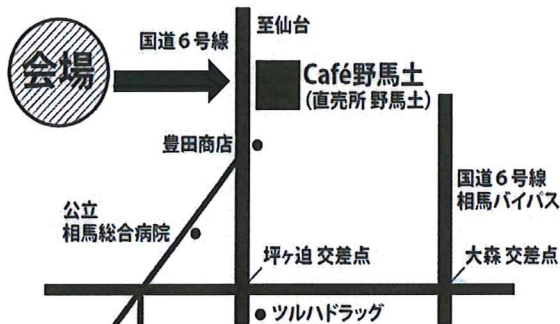 至仙台
国道6号線
会場
Café野馬土
(直売所 野馬土)
豊田商店
国道6号線
相馬バイパス
公立
相馬総合病院
坪ヶ迫 交差点
大森 交差点
ツルハドラッグ